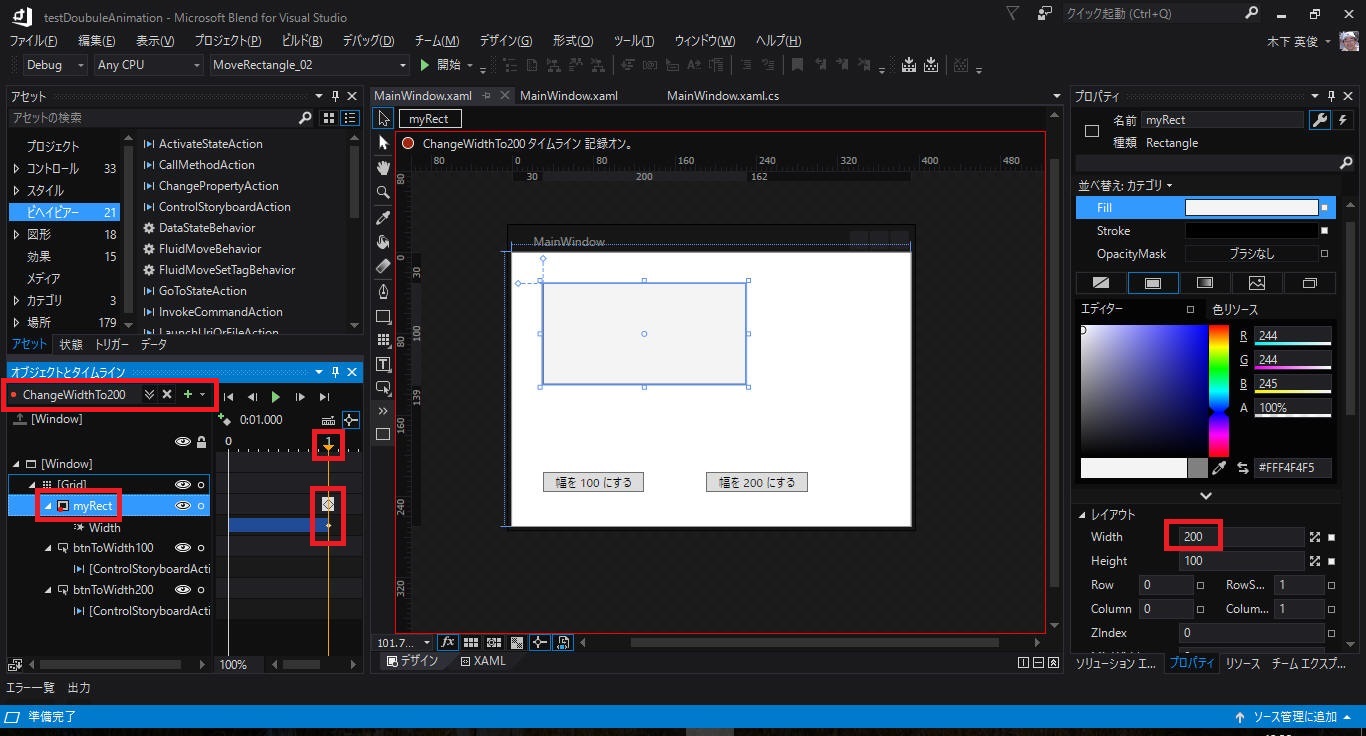 testDoubuleAnimation - Microsoft Blend for Visual Studio
クイック起動 (Ctrl+Q)
ファイル(F) 編集(E) 表示(V) プロジェクト(P) ビルド(B) デバッグ(D) チーム(M) デザイン(G) 形式(O) ツール(T) ウィンドウ(W) ヘルプ(H)
木下 英俊
Debug Any CPU MoveRectangle_02 開始
アセット
アセットの検索
プロジェクト
コントロール 33
スタイル
ビヘイビアー 21
図形 18
効果 15
メディア
カテゴリ 3
場所 179
ActivateStateAction
CallMethodAction
ChangePropertyAction
ControlStoryboardAction
DataStateBehavior
FluidMoveBehavior
FluidMoveSetTagBehavior
GoToStateAction
InvokeCommandAction
LaunchUriOrFileAction
アセット 状態 トリガー データ
オブジェクトとタイムライン
ChangeWidthTo200
[Window]
0:01.000
0 1
[Window]
[Grid]
myRect
Width
btnToWidth100
[ControlStoryboardActi
btnToWidth200
[ControlStoryboardActi
100%
MainWindow.xaml MainWindow.xaml MainWindow.xaml.cs
myRect
ChangeWidthTo200 タイムライン 記録オン。
80 0 80 160 240 320 400 480
30 200 162
80 0 80 160 240 320
30 100 139
MainWindow
幅を 100 にする 幅を 200 にする
101.7... fx
デザイン XAML
プロパティ
名前 myRect
種類 Rectangle
並べ替え: カテゴリ
Fill
Stroke
OpacityMask ブラシなし
エディター 色リソース
R 244
G 244
B 245
A 100%
#FFF4F4F5
レイアウト
Width 200
Height 100
Row 0 RowS... 1
Column 0 Colum... 1
ZIndex 0
ソリューション エ... プロパティ リソース チーム エクスプ...
エラー一覧 出力
準備完了
ソース管理に追加